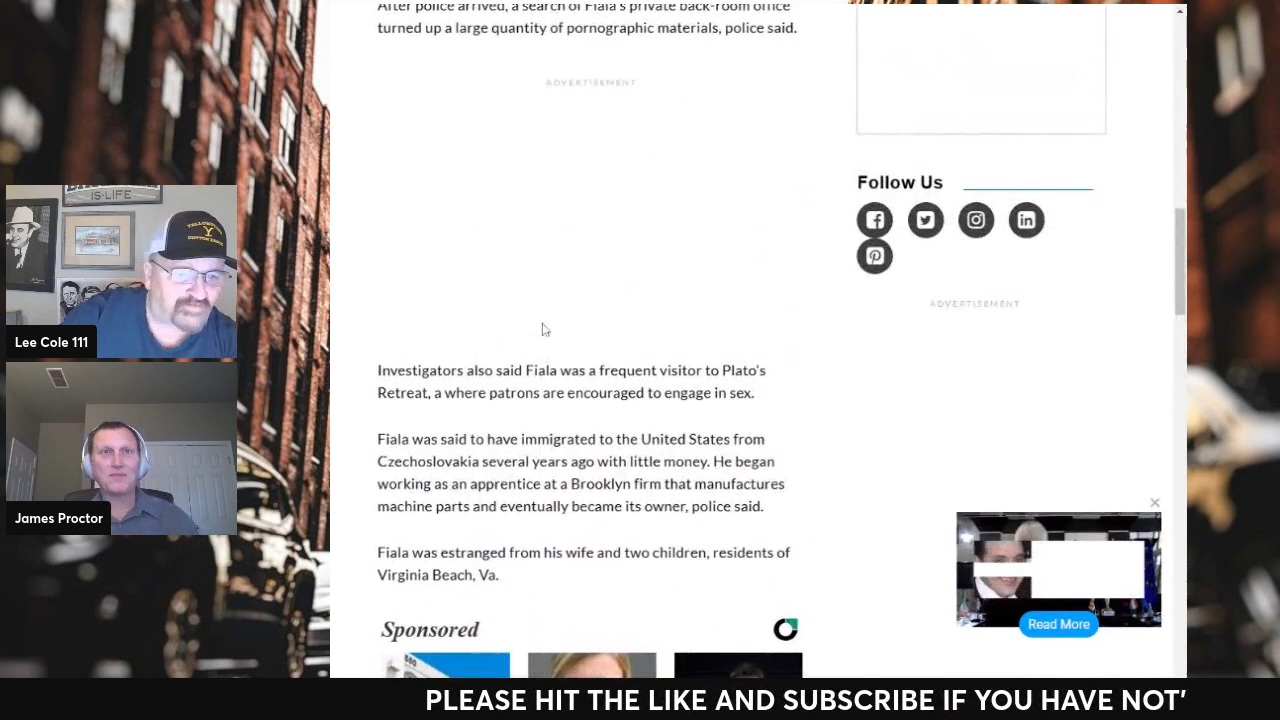 After police arrived, a search of Fiala's private back-room office
turned up a large quantity of pornographic materials, police said.
ADVERTISEMENT
Follow Us
ADVERTISEMENT
IS·LIFE
YELLOWSTONE
Y
DUTTON RANCH
Lee Cole 111
James Proctor
Investigators also said Fiala was a frequent visitor to Plato's
Retreat, a where patrons are encouraged to engage in sex.
Fiala was said to have immigrated to the United States from
Czechoslovakia several years ago with little money. He began
working as an apprentice at a Brooklyn firm that manufactures
machine parts and eventually became its owner, police said.
Fiala was estranged from his wife and two children, residents of
Virginia Beach, Va.
Read More
Sponsored
PLEASE HIT THE LIKE AND SUBSCRIBE IF YOU HAVE NOT'